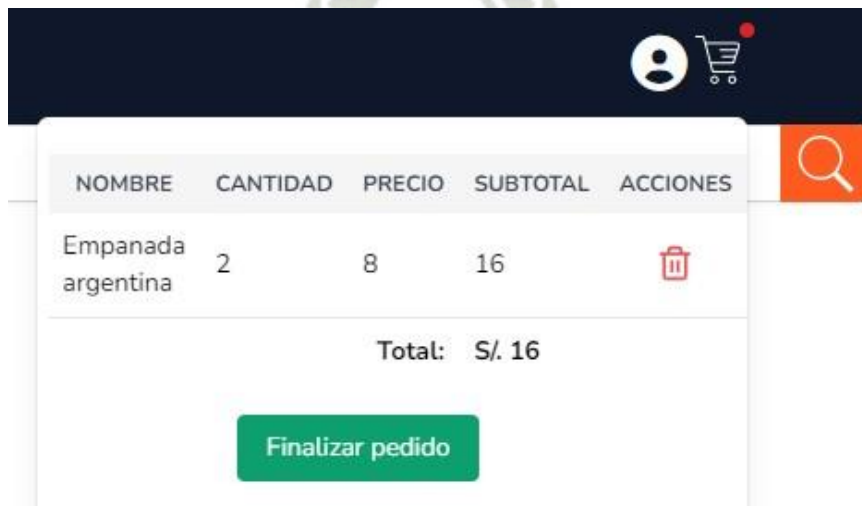 NOMBRE CANTIDAD PRECIO SUBTOTAL ACCIONES
Empanada argentina 2 8 16
Total: S/. 16
Finalizar pedido